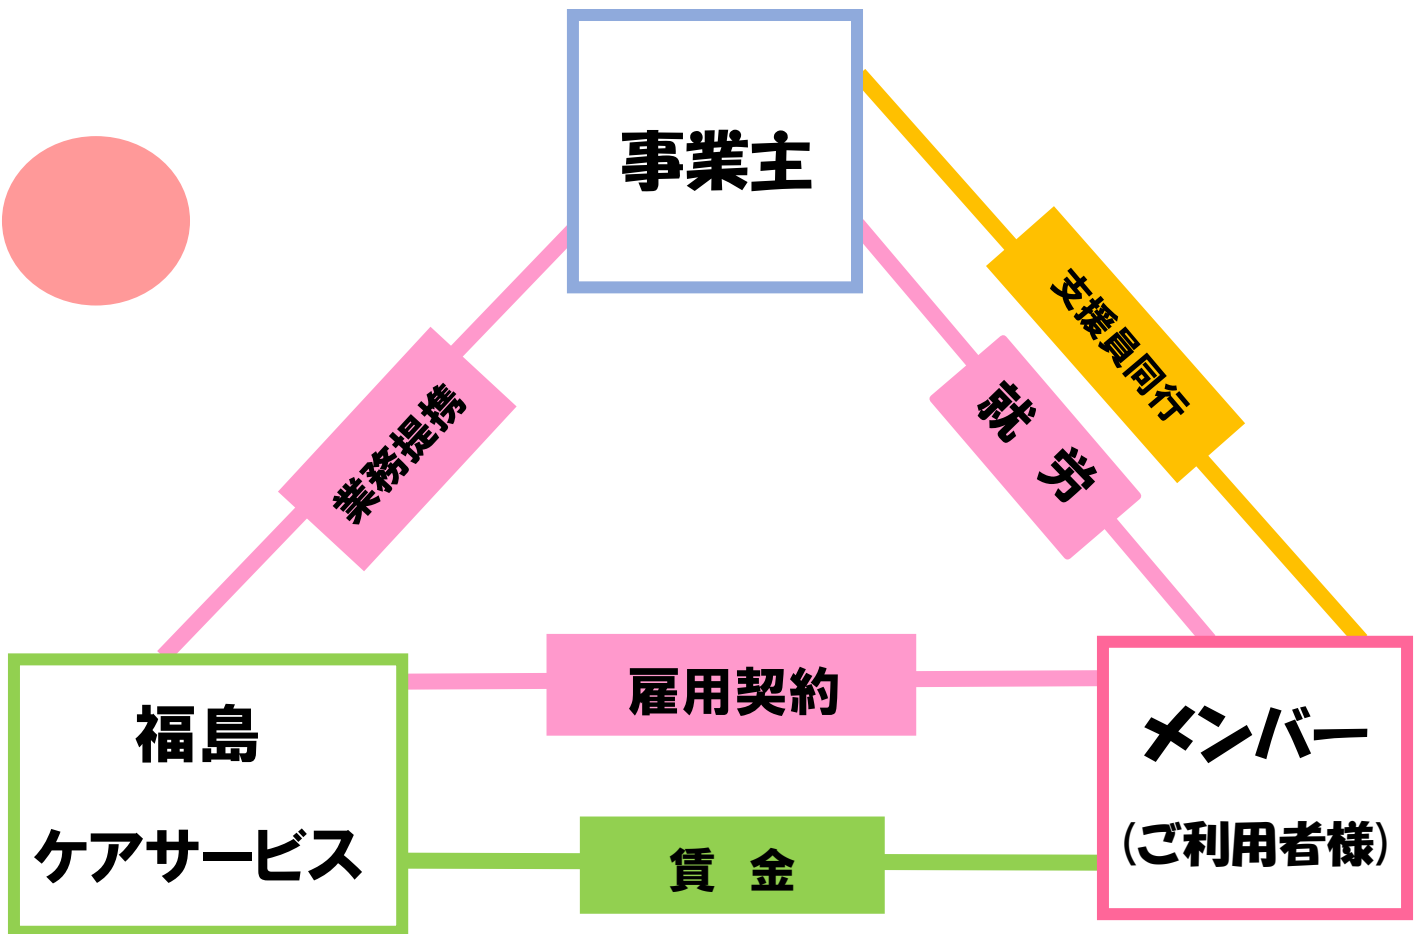 事業主
支援員同行
就 労
業務提携
雇用契約
福島
ケアサービス
メンバー
(ご利用者様)
賃 金